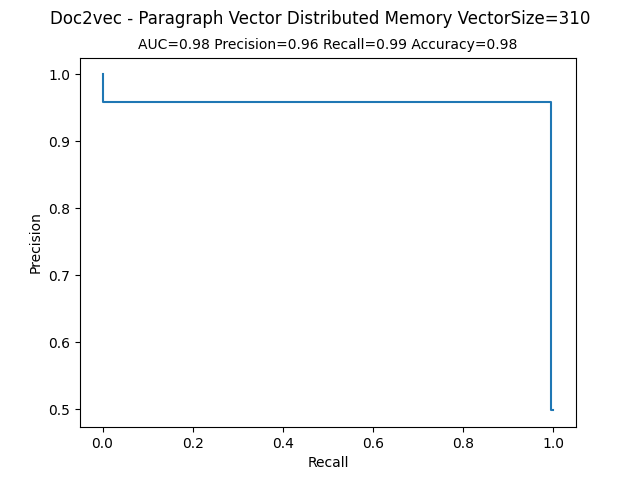 Doc2vec - Paragraph Vector Distributed Memory VectorSize=310
AUC=0.98 Precision=0.96 Recall=0.99 Accuracy=0.98
1.0
0.9
0.8
0.7
0.6
0.5
Precision
0.0 0.2 0.4 0.6 0.8 1.0
Recall